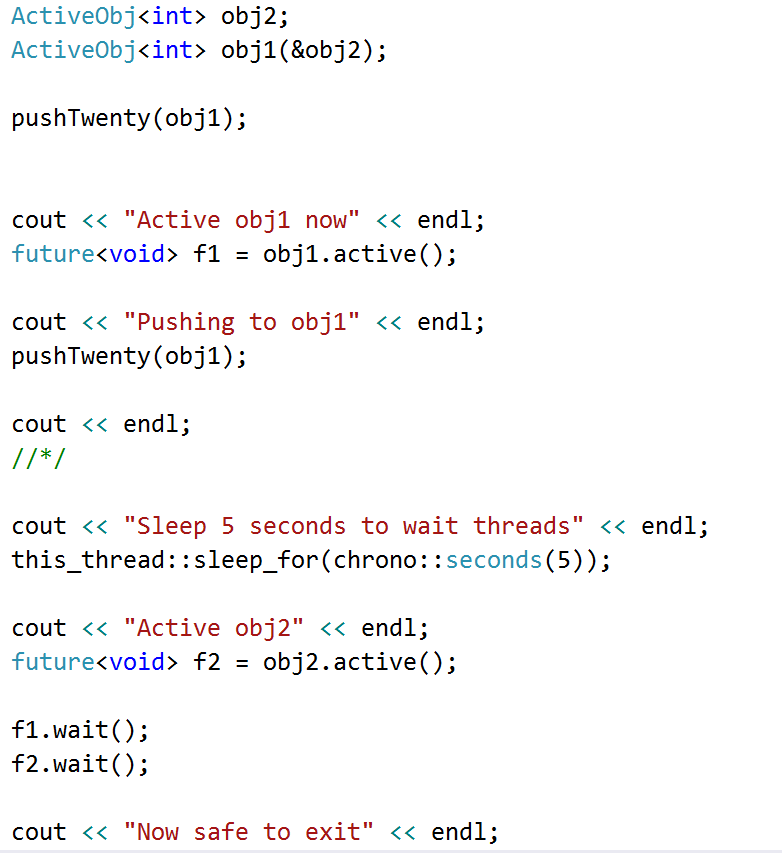 ActiveObj<int> obj2;
ActiveObj<int> obj1(&obj2);
pushTwenty(obj1);
cout << "Active obj1 now" << endl;
future<void> f1 = obj1.active();
cout << "Pushing to obj1" << endl;
pushTwenty(obj1);
cout << endl;
//*/
cout << "Sleep 5 seconds to wait threads" << endl;
this_thread::sleep_for(chrono::seconds(5));
cout << "Active obj2" << endl;
future<void> f2 = obj2.active();
f1.wait();
f2.wait();
cout << "Now safe to exit" << endl;